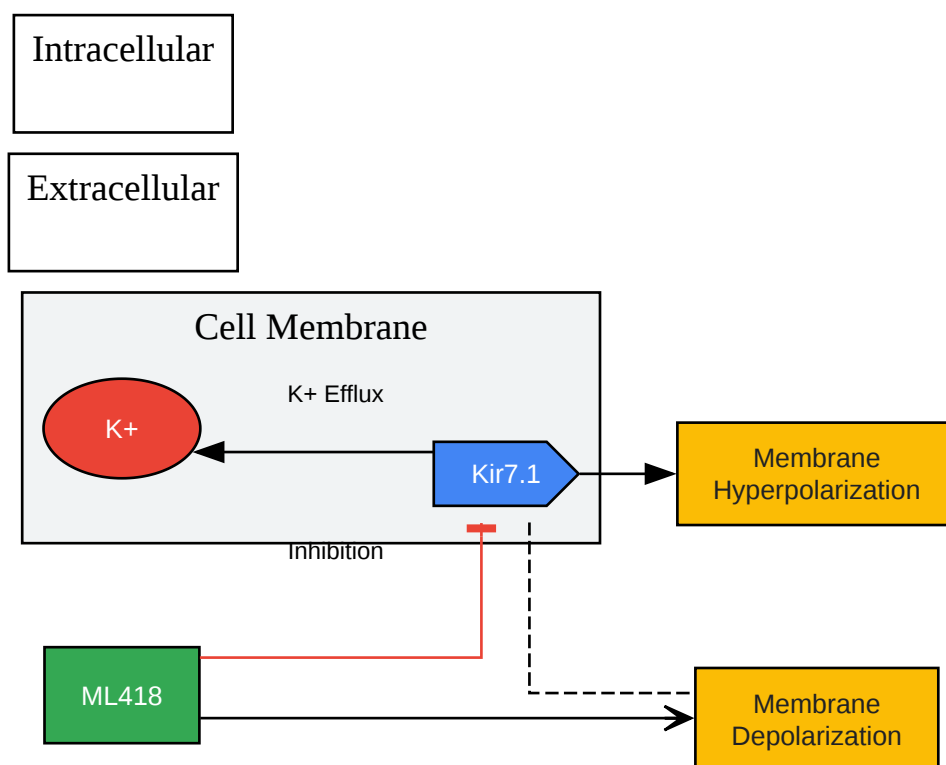 Intracellular
Extracellular
Cell Membrane
K+ Efflux
K+
Kir7.1
Membrane
Hyperpolarization
Inhibition
ML418
Membrane
Depolarization